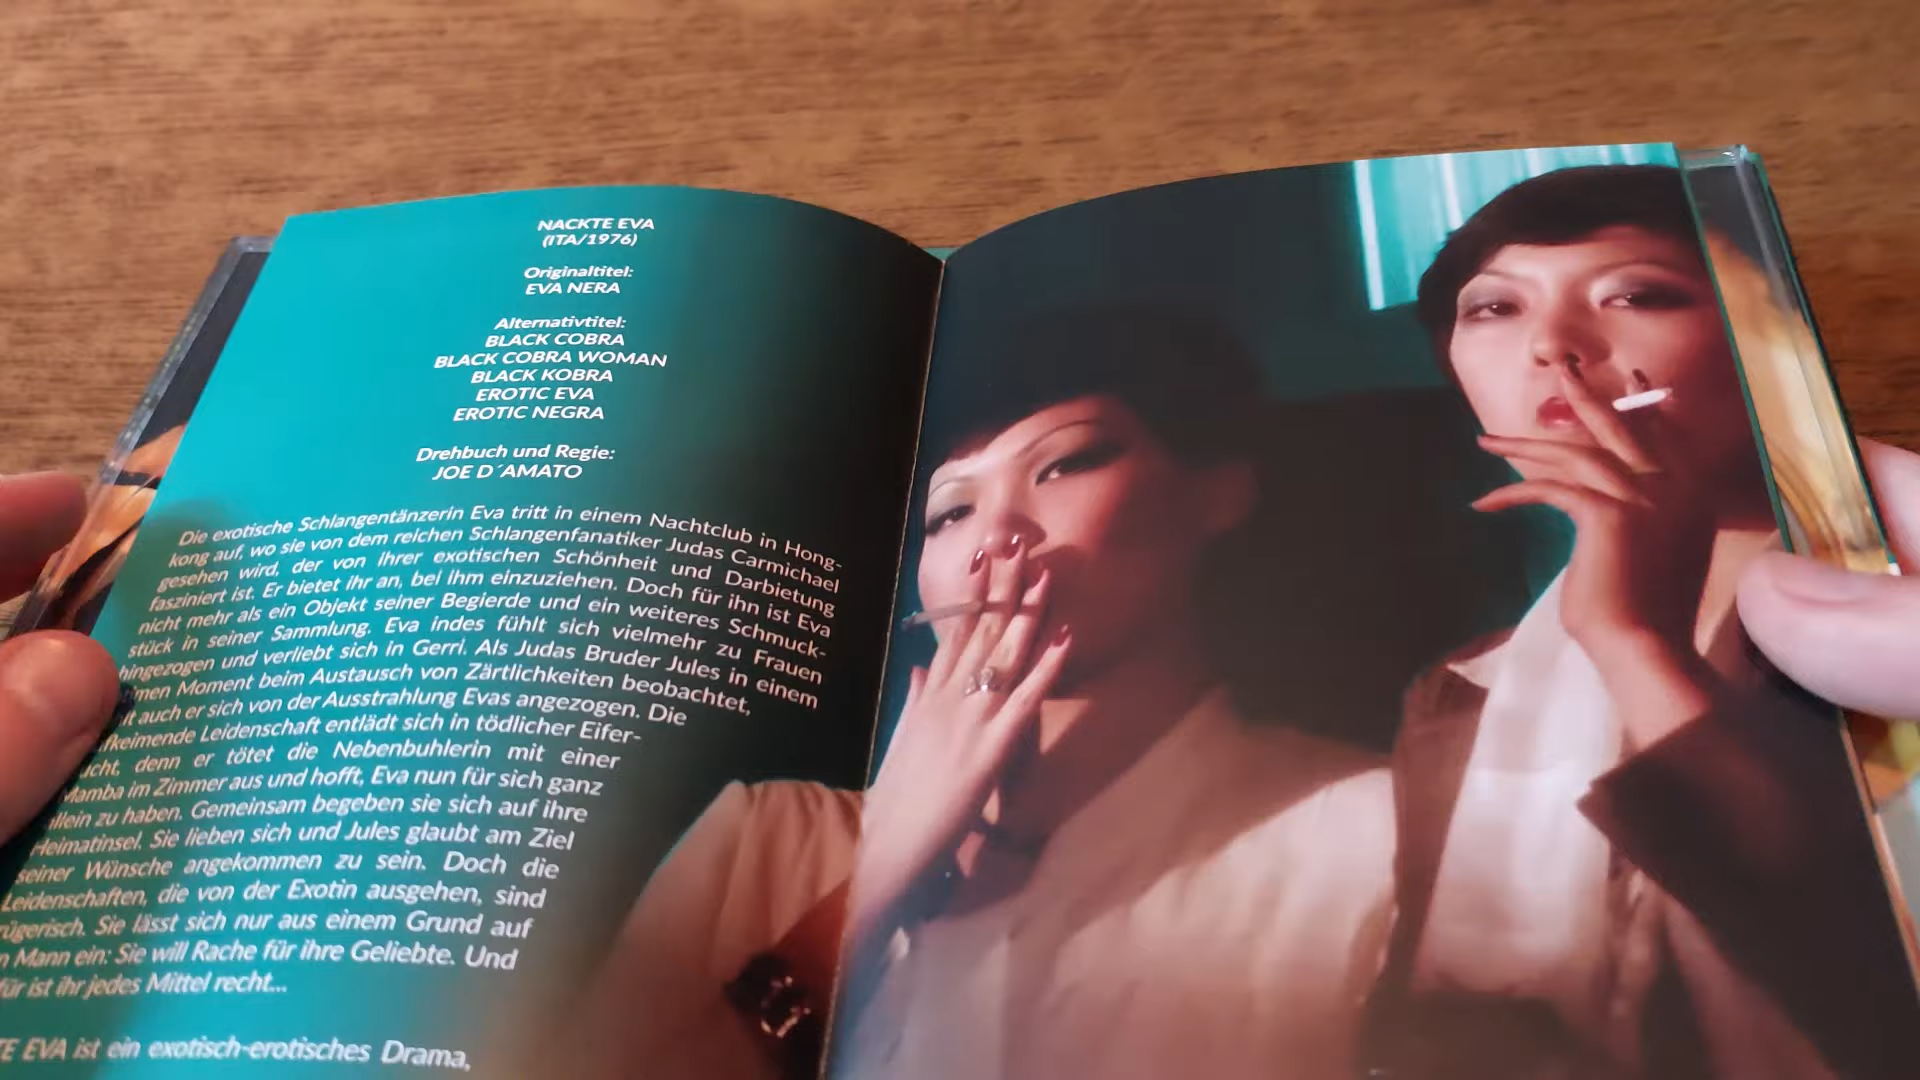 NACKTE EVA
(ITA/1976)
Originaltitel:
EVA NERA
Alternativtitel:
BLACK COBRA
BLACK COBRA WOMAN
BLACK KOBRA
EROTIC EVA
EROTIC NEGRA
Drehbuch und Regie:
JOE D´AMATO
Die exotische Schlangentänzerin Eva tritt in einem Nachtclub in Hong-
kong auf, wo sie von dem reichen Schlangenfanatiker Judas Carmichael
gesehen wird, der von ihrer exotischen Schönheit und Darbietung
fasziniert ist. Er bietet ihr an, bei ihm einzuziehen. Doch für ihn ist Eva
nicht mehr als ein Objekt seiner Begierde und ein weiteres Schmuck-
stück in seiner Sammlung. Eva indes fühlt sich vielmehr zu Frauen
hingezogen und verliebt sich in Gerri. Als Judas Bruder Jules in einem
Moment beim Austausch von Zärtlichkeiten beobachtet,
auch er sich von der Ausstrahlung Evas angezogen. Die
Leidenschaft entlädt sich in tödlicher Eifer-
denn er tötet die Nebenbuhlerin mit einer
Mamba im Zimmer aus und hofft, Eva nun für sich ganz
allein zu haben. Gemeinsam begeben sie sich auf ihre
Heimatinsel. Sie lieben sich und Jules glaubt am Ziel
seiner Wünsche angekommen zu sein. Doch die
Leidenschaften, die von der Exotin ausgehen, sind
Sie lässt sich nur aus einem Grund auf
Mann ein: Sie will Rache für ihre Geliebte. Und
ist ihr jedes Mittel recht...
EVA ist ein exotisch-erotisches Drama,